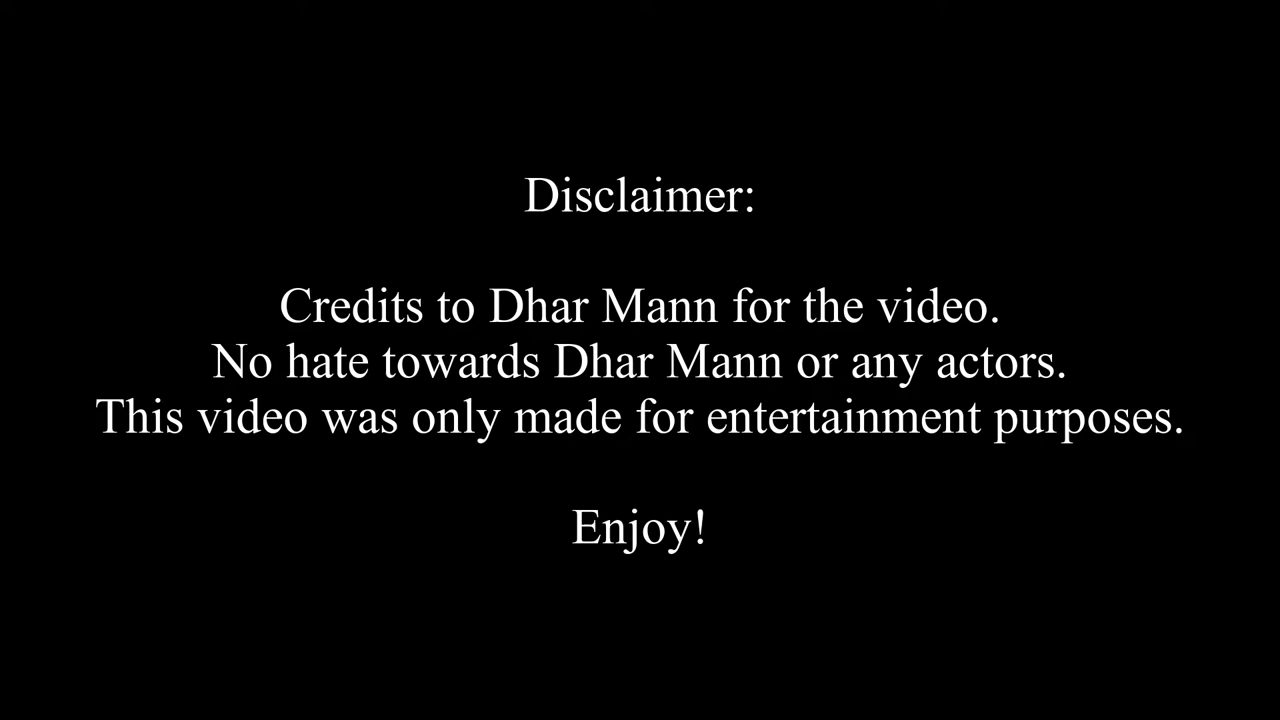 Disclaimer:
Credits to Dhar Mann for the video.
No hate towards Dhar Mann or any actors.
This video was only made for entertainment purposes.
Enjoy!